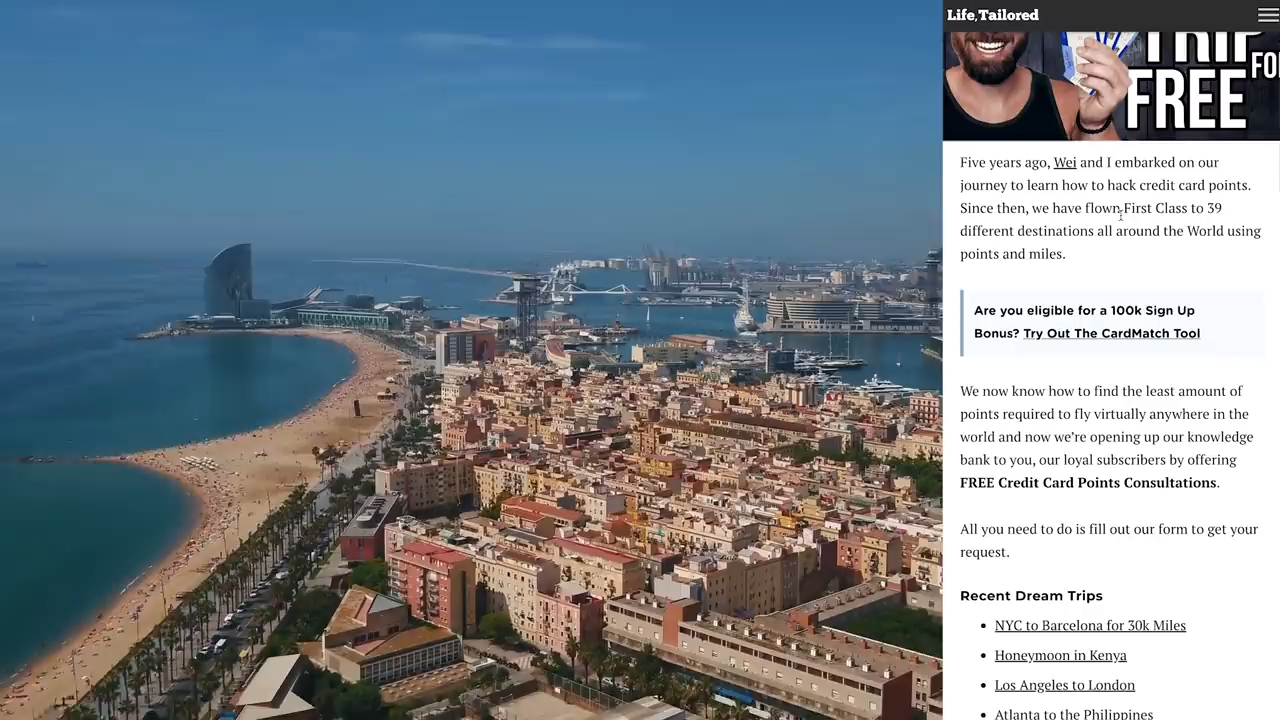 Life,Tailored
TRIP
FOR
FREE
Five years ago, Wei and I embarked on our
journey to learn how to hack credit card points.
Since then, we have flown First Class to 39
different destinations all around the World using
points and miles.
Are you eligible for a 100k Sign Up
Bonus? Try Out The CardMatch Tool
We now know how to find the least amount of
points required to fly virtually anywhere in the
world and now we're opening up our knowledge
bank to you, our loyal subscribers by offering
FREE Credit Card Points Consultations.
All you need to do is fill out our form to get your
request.
Recent Dream Trips
• NYC to Barcelona for 30k Miles
• Honeymoon in Kenya
• Los Angeles to London
• Atlanta to the Philippines